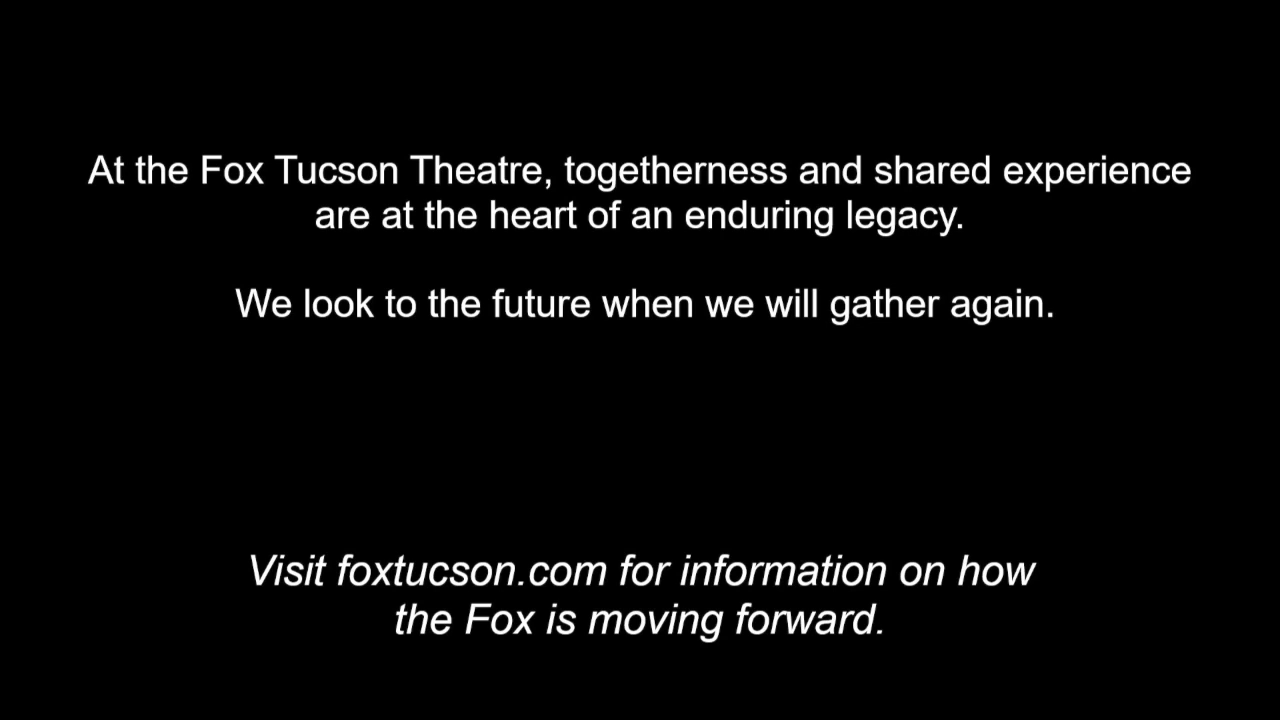 At the Fox Tucson Theatre, togetherness and shared experience
are at the heart of an enduring legacy.
We look to the future when we will gather again.
Visit foxtucson.com for information on how
the Fox is moving forward.